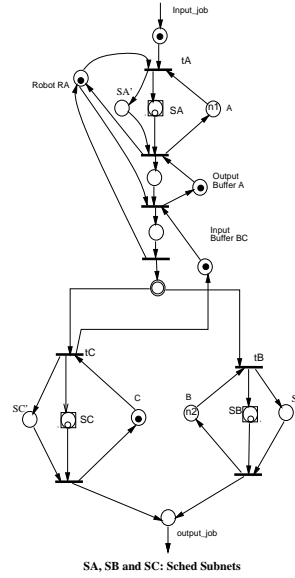 Input_job
tA
Robot RA
SA'
SA
n1
A
Output
Buffer A
Input
Buffer BC
tC
tB
C
B
SC'
SC
n2
SB
S
output_job
SA, SB and SC: Sched Subnets